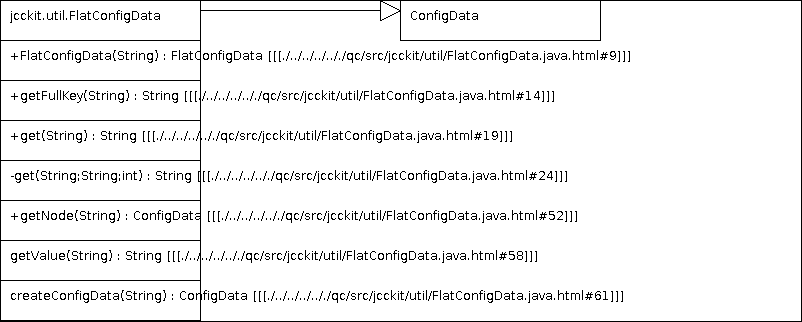 jcckit.util.FlatConfigData
ConfigData
+FlatConfigData(String) : FlatConfigData [[[./../../../../../qc/src/jcckit/util/FlatConfigData.java.html#9]]]
+getFullKey(String) : String [[[./../../../../../qc/src/jcckit/util/FlatConfigData.java.html#14]]]
+get(String) : String [[[./../../../../../qc/src/jcckit/util/FlatConfigData.java.html#19]]]
-get(String;String;int) : String [[[./../../../../../qc/src/jcckit/util/FlatConfigData.java.html#24]]]
+getNode(String) : ConfigData [[[./../../../../../qc/src/jcckit/util/FlatConfigData.java.html#52]]]
getValue(String) : String [[[./../../../../../qc/src/jcckit/util/FlatConfigData.java.html#58]]]
createConfigData(String) : ConfigData [[[./../../../../../qc/src/jcckit/util/FlatConfigData.java.html#61]]]